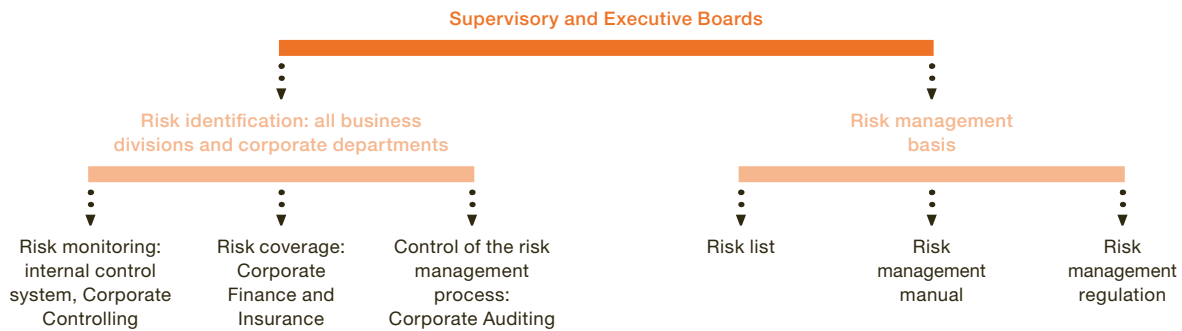 Supervisory and Executive Boards
Risk identification: all business
divisions and corporate departments
Risk management
basis
Risk monitoring:
internal control
system, Corporate
Controlling
Risk coverage:
Corporate
Finance and
Insurance
Control of the risk
management
process:
Corporate Auditing
Risk list
Risk
management
manual
Risk
management
regulation